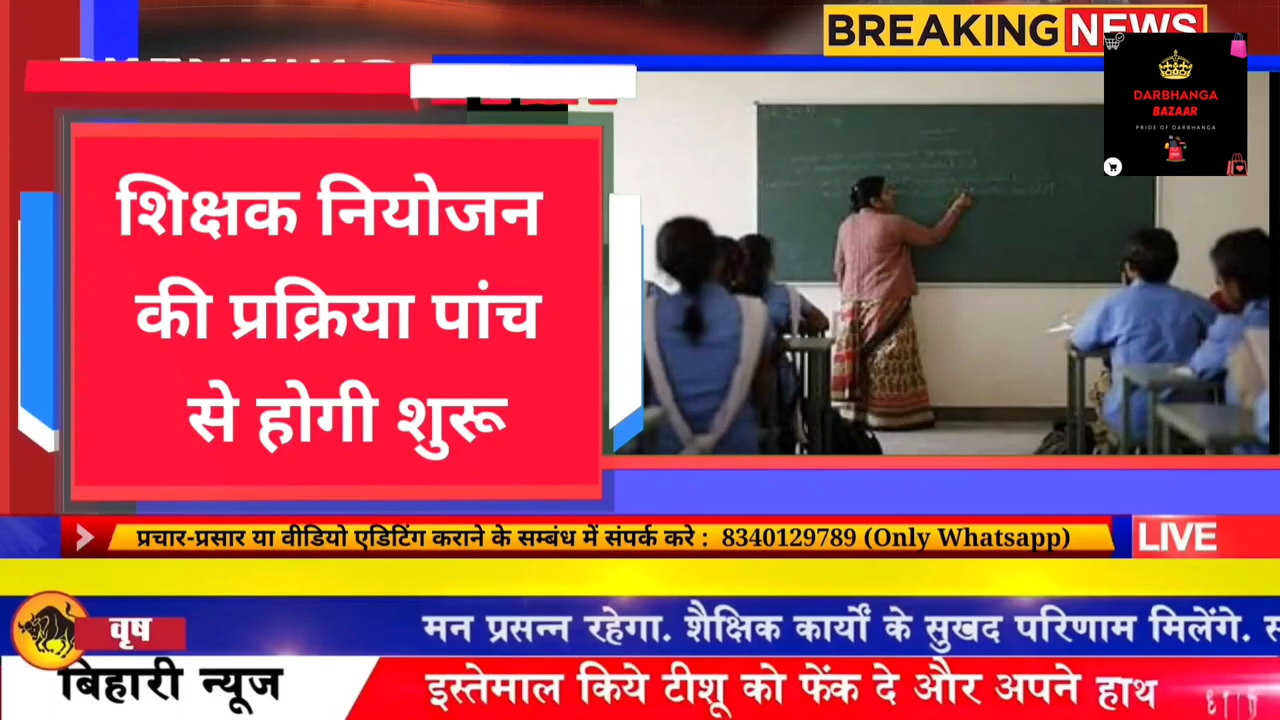 BREAKING NEWS
DARBHANGA
BAZAAR
PRIDE OF DARBHANGA
शिक्षक नियोजन
की प्रक्रिया पांच
से होगी शुरू
प्रचार-प्रसार या वीडियो एडिटिंग कराने के सम्बंध में संपर्क करे : 8340129789 (Only Whatsapp)
LIVE
वृष
मन प्रसन्न रहेगा. शैक्षिक कार्यों के सुखद परिणाम मिलेंगे.
बिहारी न्यूज
इस्तेमाल किये टीशू को फेंक दे और अपने हाथ